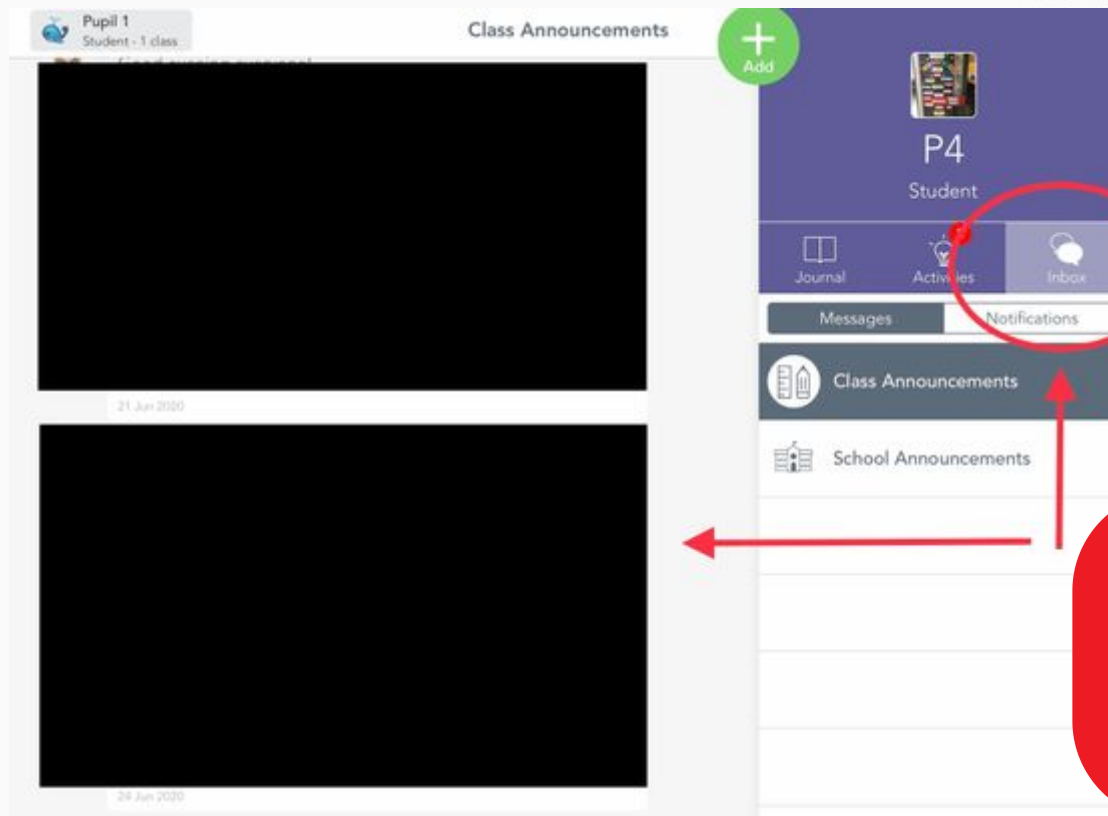 Pupil 1
Student - 1 class
Class Announcements
Add
P4
Student
Journal
Activities
Inbox
Messages
Notifications
Class Announcements
21 Jun 2020
School Announcements
24 Jun 2020